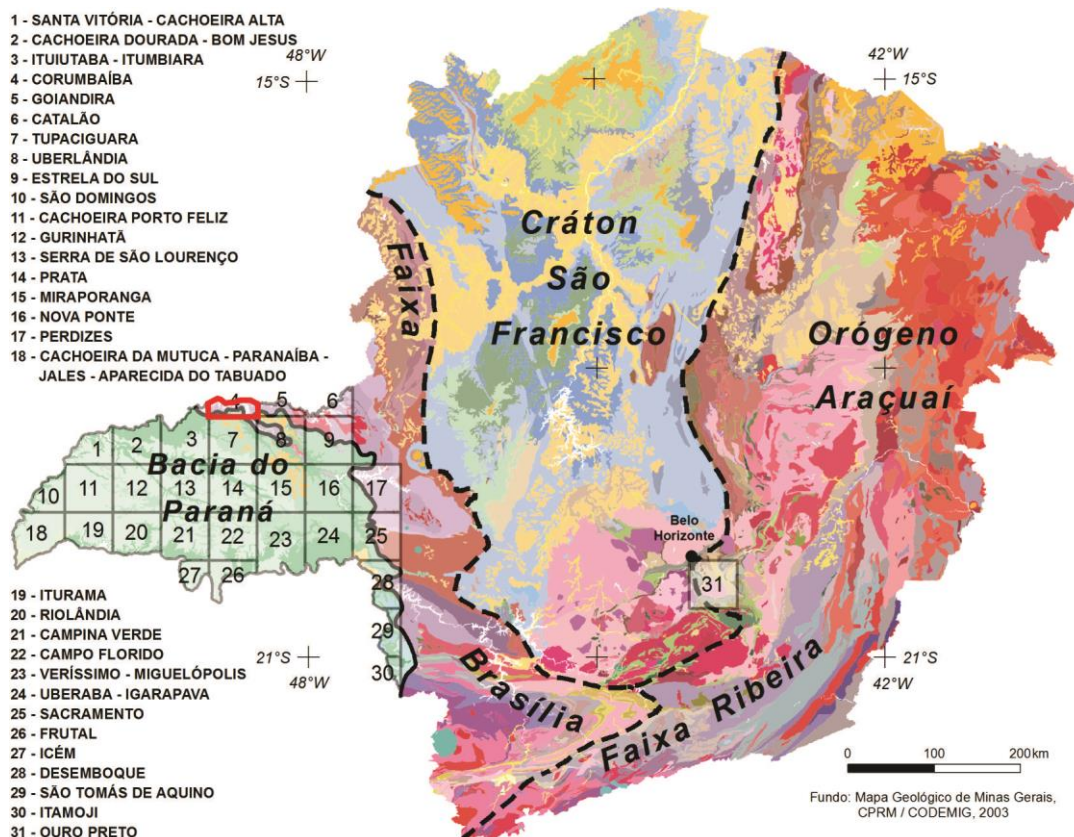 1 - SANTA VITÓRIA - CACHOEIRA ALTA
2 - CACHOEIRA DOURADA - BOM JESUS
3 - ITUIUTABA - ITUMBIARA
4 - CORUMBAÍBA
5 - GOIANDIRA
6 - CATALÃO
7 - TUPACIGUARA
8 - UBERLÂNDIA
9 - ESTRELA DO SUL
10 - SÃO DOMINGOS
11 - CACHOEIRA PORTO FELIZ
12 - GURINHATÃ
13 - SERRA DE SÃO LOURENÇO
14 - PRATA
15 - MIRAPORANGA
16 - NOVA PONTE
17 - PERDIZES
18 - CACHOEIRA DA MUTUCA - PARANAÍBA -
JALES - APARECIDA DO TABUADO
48°W
15°S
42°W
15°S
Cráton
São
Francisco
Faixa
Orógeno
Araçuaí
4 5 6
1 2 3 7 8 9
Bacia do
10 11 12 13 14 15 16 17
Paraná
18 19 20 21 22 23 24 25
27 26 28
29
30
Belo
Horizonte
31
21°S
48°W
21°S
42°W
Brasília
Faixa Ribeira
19 - ITURAMA
20 - RIOLÂNDIA
21 - CAMPINA VERDE
22 - CAMPO FLORIDO
23 - VERÍSSIMO - MIGUELÓPOLIS
24 - UBERABA - IGARAPAVA
25 - SACRAMENTO
26 - FRUTAL
27 - ICÉM
28 - DESEMBOQUE
29 - SÃO TOMÁS DE AQUINO
30 - ITAMOJI
31 - OURO PRETO
0 100 200km
Fundo: Mapa Geológico de Minas Gerais,
CPRM / CODEMIG, 2003